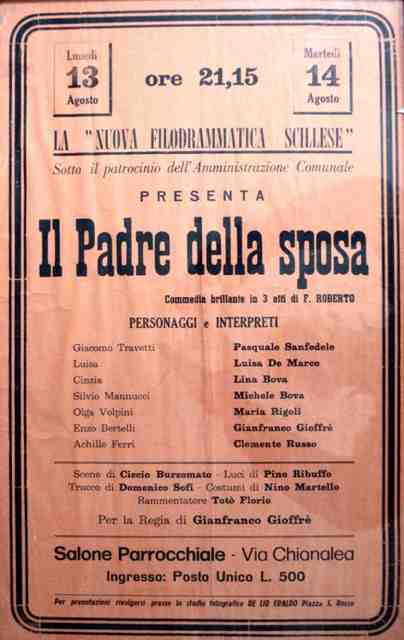 Lunedì
13
Agosto
ore 21,15
Martedì
14
Agosto
LA "NUOVA FILODRAMMATICA SCILLESE"
Sotto il patrocinio dell'Amministrazione Comunale
PRESENTA
Il Padre della sposa
Commedia brillante in 3 atti di F. ROBERTO
PERSONAGGI e INTERPRETI
Giacomo Travetti Pasquale Sanfedele
Luisa Luisa De Marco
Cinzia Lina Bova
Silvio Mannucci Michele Bova
Olga Volpini Maria Rigoli
Enzo Bertelli Gianfranco Gioffrè
Achille Ferri Clemente Russo
Scene di Ciccio Burzomato - Luci di Pino Ribuffo
Trucco di Domenico Sofi - Costumi di Nino Martello
Rammentatore Totò Florio
Per la Regia di Gianfranco Gioffrè
Salone Parrocchiale - Via Chianalea
Ingresso: Posto Unico L. 500
Per prenotazioni rivolgersi presso lo studio fotografico DE LIO ERALDO Piazza S. Rocco